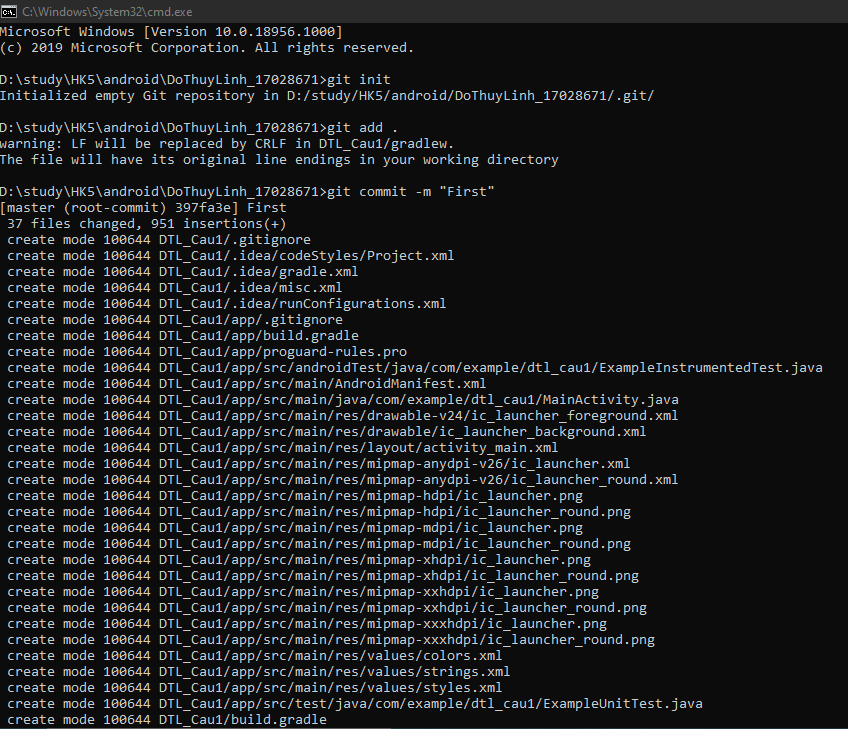 C:\Windows\System32\cmd.exe
Microsoft Windows [Version 10.0.18956.1000]
(c) 2019 Microsoft Corporation. All rights reserved.
D:\study\HK5\android\DoThuyLinh_17028671>git init
Initialized empty Git repository in D:/study/HK5/android/DoThuyLinh_17028671/.git/
D:\study\HK5\android\DoThuyLinh_17028671>git add .
warning: LF will be replaced by CRLF in DTL_Cau1/gradlew.
The file will have its original line endings in your working directory
D:\study\HK5\android\DoThuyLinh_17028671>git commit -m "First"
[master (root-commit) 397fa3e] First
37 files changed, 951 insertions(+)
create mode 100644 DTL_Cau1/.gitignore
create mode 100644 DTL_Cau1/.idea/codeStyles/Project.xml
create mode 100644 DTL_Cau1/.idea/gradle.xml
create mode 100644 DTL_Cau1/.idea/misc.xml
create mode 100644 DTL_Cau1/.idea/runConfigurations.xml
create mode 100644 DTL_Cau1/app/.gitignore
create mode 100644 DTL_Cau1/app/build.gradle
create mode 100644 DTL_Cau1/app/proguard-rules.pro
create mode 100644 DTL_Cau1/app/src/androidTest/java/com/example/dtl_cau1/ExampleInstrumentedTest.java
create mode 100644 DTL_Cau1/app/src/main/AndroidManifest.xml
create mode 100644 DTL_Cau1/app/src/main/java/com/example/dtl_cau1/MainActivity.java
create mode 100644 DTL_Cau1/app/src/main/res/drawable-v24/ic_launcher_foreground.xml
create mode 100644 DTL_Cau1/app/src/main/res/drawable/ic_launcher_background.xml
create mode 100644 DTL_Cau1/app/src/main/res/layout/activity_main.xml
create mode 100644 DTL_Cau1/app/src/main/res/mipmap-anydpi-v26/ic_launcher.xml
create mode 100644 DTL_Cau1/app/src/main/res/mipmap-anydpi-v26/ic_launcher_round.xml
create mode 100644 DTL_Cau1/app/src/main/res/mipmap-hdpi/ic_launcher.png
create mode 100644 DTL_Cau1/app/src/main/res/mipmap-hdpi/ic_launcher_round.png
create mode 100644 DTL_Cau1/app/src/main/res/mipmap-mdpi/ic_launcher.png
create mode 100644 DTL_Cau1/app/src/main/res/mipmap-mdpi/ic_launcher_round.png
create mode 100644 DTL_Cau1/app/src/main/res/mipmap-xhdpi/ic_launcher.png
create mode 100644 DTL_Cau1/app/src/main/res/mipmap-xhdpi/ic_launcher_round.png
create mode 100644 DTL_Cau1/app/src/main/res/mipmap-xxhdpi/ic_launcher.png
create mode 100644 DTL_Cau1/app/src/main/res/mipmap-xxhdpi/ic_launcher_round.png
create mode 100644 DTL_Cau1/app/src/main/res/mipmap-xxxhdpi/ic_launcher.png
create mode 100644 DTL_Cau1/app/src/main/res/mipmap-xxxhdpi/ic_launcher_round.png
create mode 100644 DTL_Cau1/app/src/main/res/values/colors.xml
create mode 100644 DTL_Cau1/app/src/main/res/values/strings.xml
create mode 100644 DTL_Cau1/app/src/main/res/values/styles.xml
create mode 100644 DTL_Cau1/app/src/test/java/com/example/dtl_cau1/ExampleUnitTest.java
create mode 100644 DTL_Cau1/build.gradle